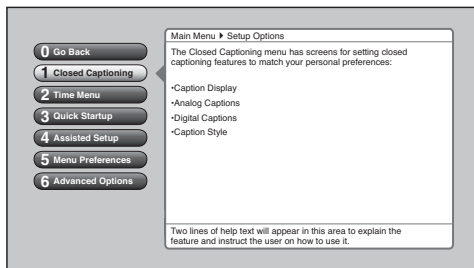 Main Menu ▶ Setup Options
0 Go Back
1 Closed Captioning
2 Time Menu
3 Quick Startup
4 Assisted Setup
5 Menu Preferences
6 Advanced Options
The Closed Captioning menu has screens for setting closed
captioning features to match your personal preferences:
•Caption Display
•Analog Captions
•Digital Captions
•Caption Style
Two lines of help text will appear in this area to explain the
feature and instruct the user on how to use it.